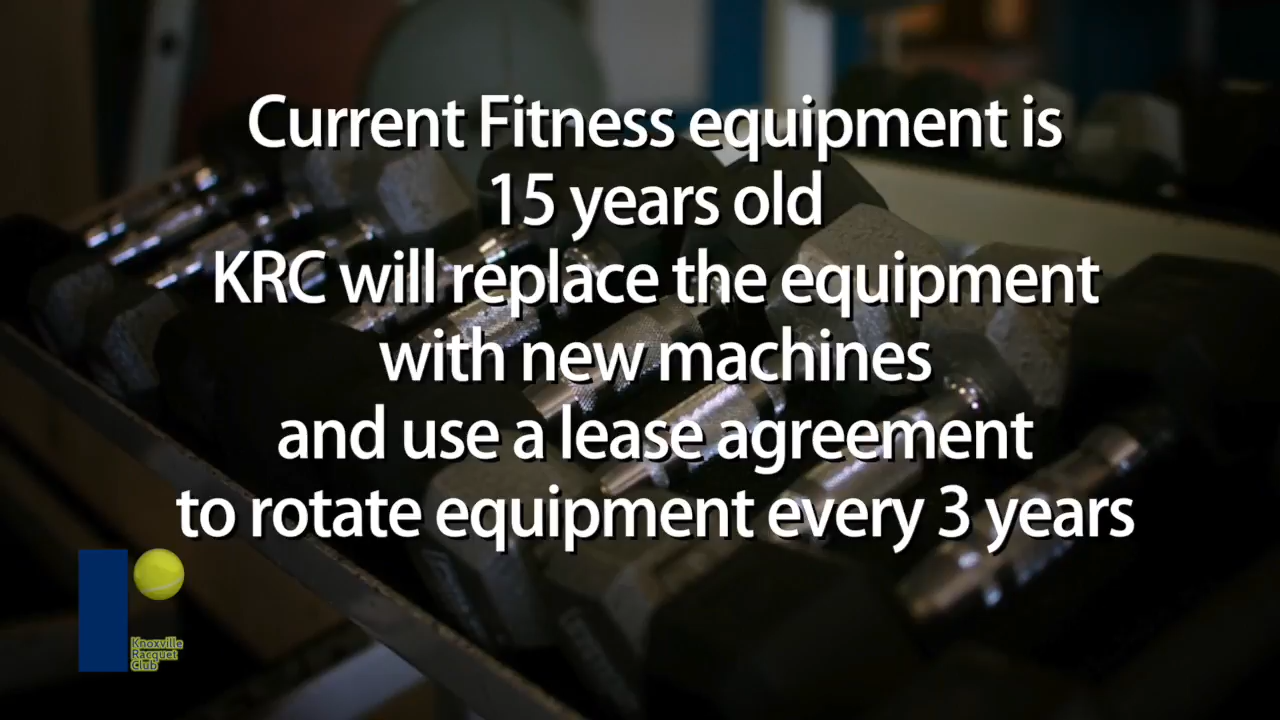 Current Fitness equipment is
15 years old
KRC will replace the equipment
with new machines
and use a lease agreement
to rotate equipment every 3 years
Knoxville
Racquet
Club